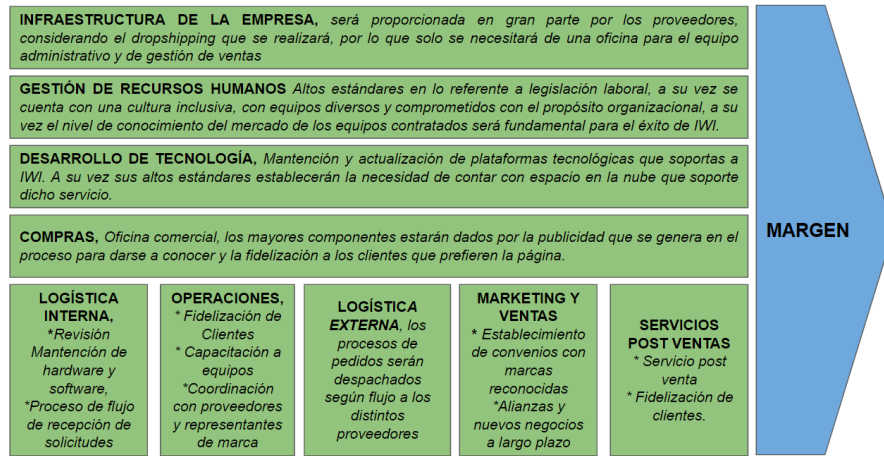 INFRAESTRUCTURA DE LA EMPRESA, será proporcionada en gran parte por los proveedores,
considerando el dropshipping que se realizará, por lo que solo se necesitará de una oficina para el equipo
administrativo y de gestión de ventas
GESTIÓN DE RECURSOS HUMANOS Altos estándares en lo referente a legislación laboral, a su vez se
cuenta con una cultura inclusiva, con equipos diversos y comprometidos con el propósito organizacional, a
su vez el nivel de conocimiento del mercado de los equipos contratados será fundamental para el éxito de IWI.
DESARROLLO DE TECNOLOGÍA, Mantención y actualización de plataformas tecnológicas que soportas a
IWI. A su vez sus altos estándares establecerán la necesidad de contar con espacio en la nube que soporte
dicho servicio.
COMPRAS, Oficina comercial, los mayores componentes estarán dados por la publicidad que se genera en el
proceso para darse a conocer y la fidelización a los clientes que prefieren la página.
LOGÍSTICA
INTERNA,
*Revisión
Mantención de
hardware y
software,
*Proceso de flujo
de recepción de
solicitudes
OPERACIONES,
* Fidelización de
Clientes
* Capacitación a
equipos
*Coordinación
con proveedores
y representantes
de marca
LOGÍSTICA
EXTERNA, los
procesos de
pedidos serán
despachados
según flujo a los
distintos
proveedores
MARKETING Y
VENTAS
* Establecimiento
de convenios con
marcas
reconocidas
*Alianzas y
nuevos negocios
a largo plazo
SERVICIOS
POST VENTAS
* Servicio post
venta
* Fidelización de
clientes.
MARGEN